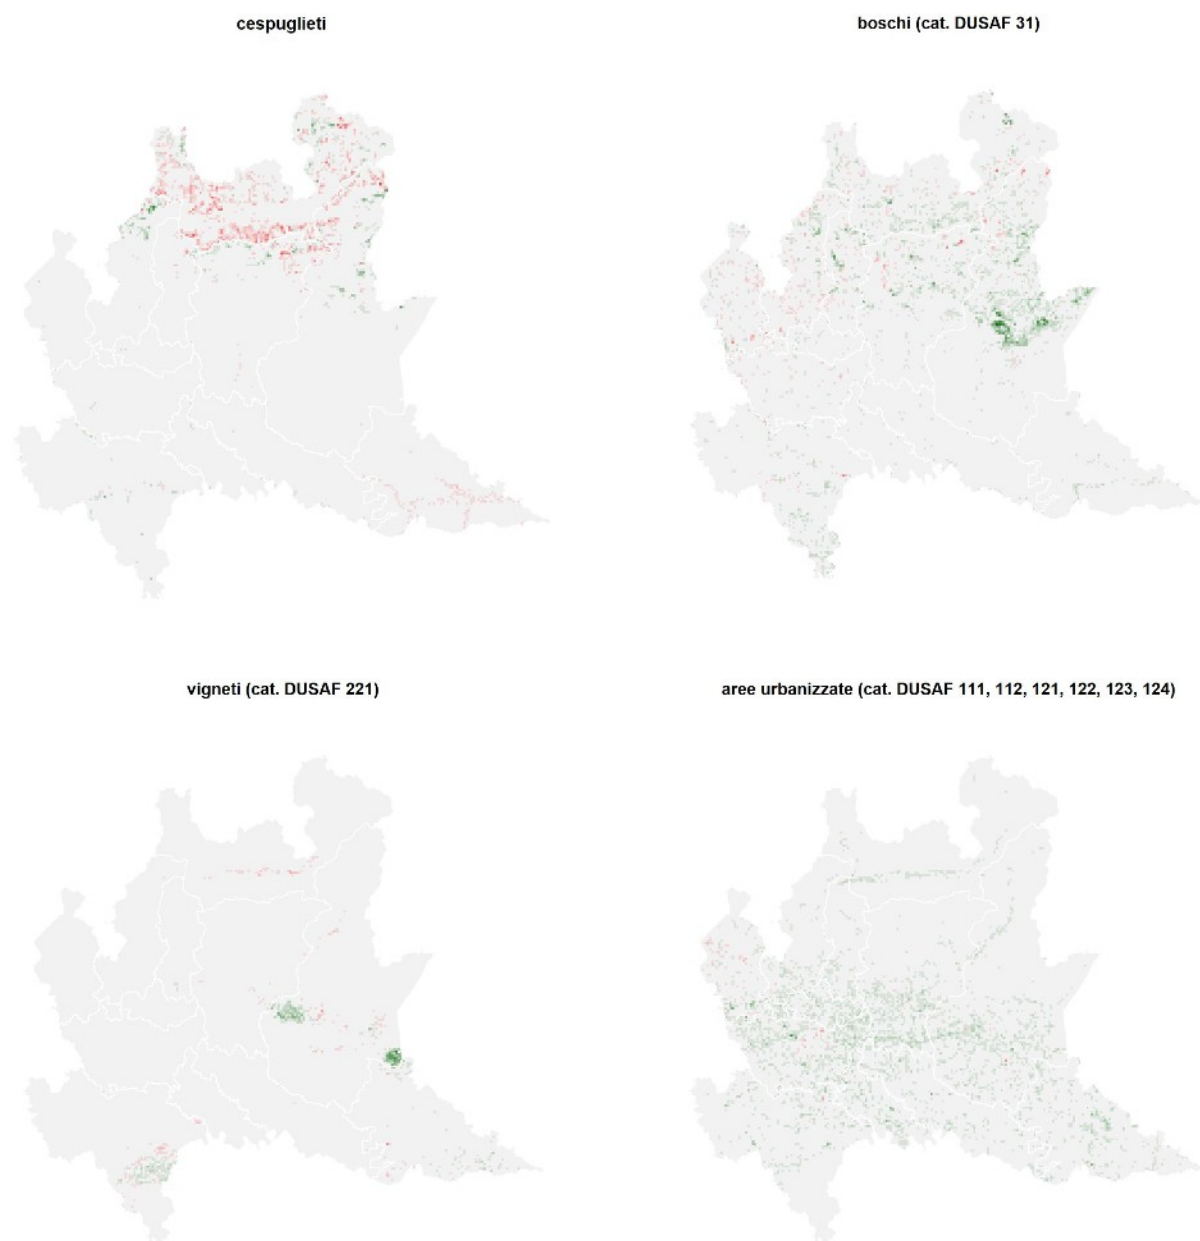 cespuglieti
boschi (cat. DUSAF 31)
vigneti (cat. DUSAF 221)
aree urbanizzate (cat. DUSAF 111, 112, 121, 122, 123, 124)